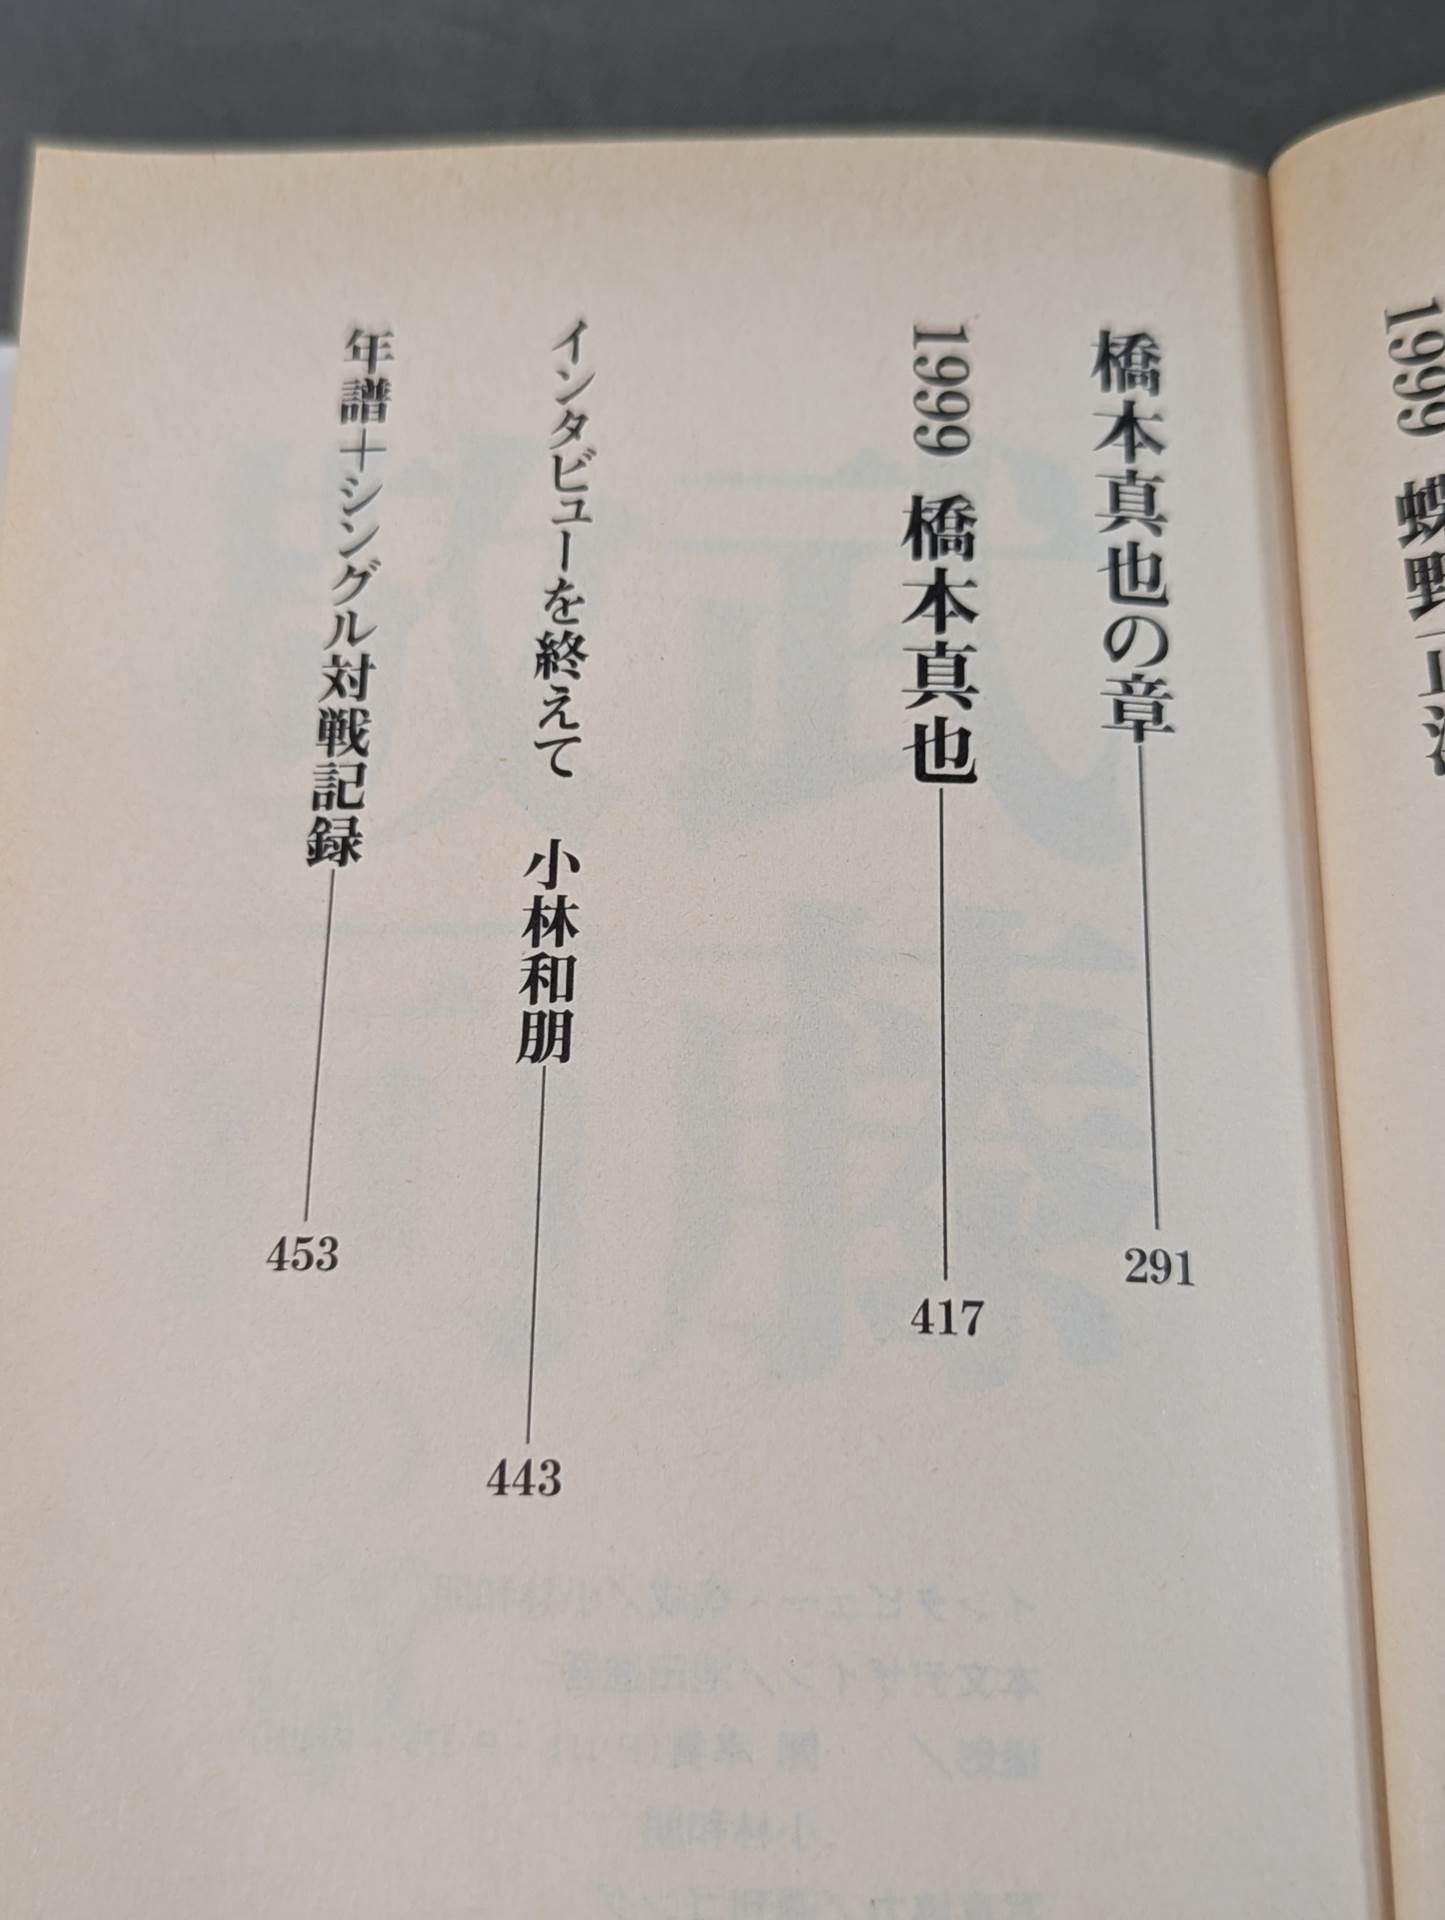 1999 蝶野正洋
橋本真也の章 291
1999 橋本真也 417
インタビューを終えて 小林和朋 443
年譜+シングル対戦記録 453